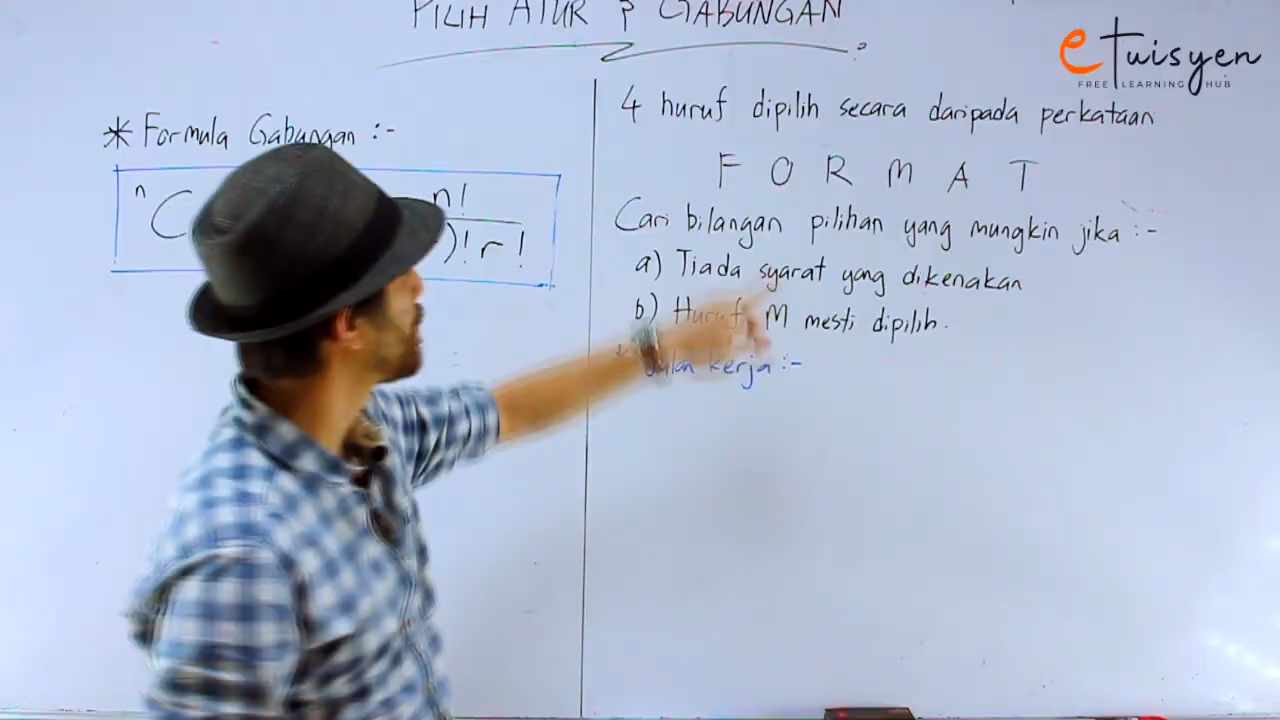 PILIH ATUR & GABUNGAN
e Tuisyen
FREE LEARNING HUB
* Formula Gabungan :-
n C n!
)! r!
4 huruf dipilih secara daripada perkataan
F O R M A T
Cari bilangan pilihan yang mungkin jika :-
a) Tiada syarat yang dikenakan
b) Huruf M mesti dipilih.
* Jalan kerja :-